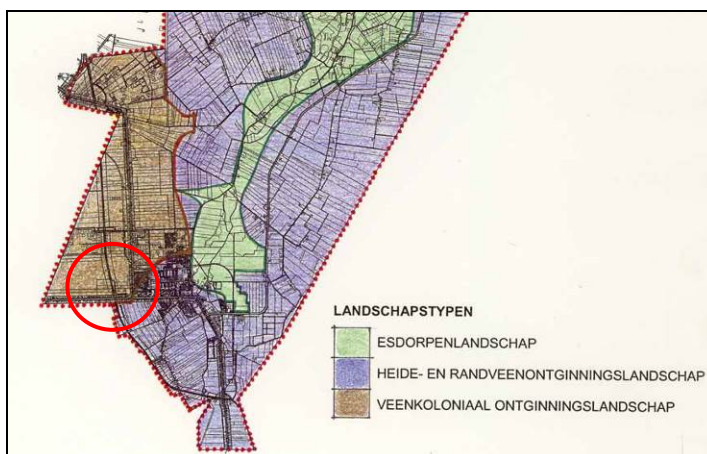 LANDSCHAPSTYPEN
ESDORPENLANDSCHAP
HEIDE- EN RANDVEENONTGINNINGSLANDSCHAP
VEENKOLONIAAL ONTGINNINGSLANDSCHAP